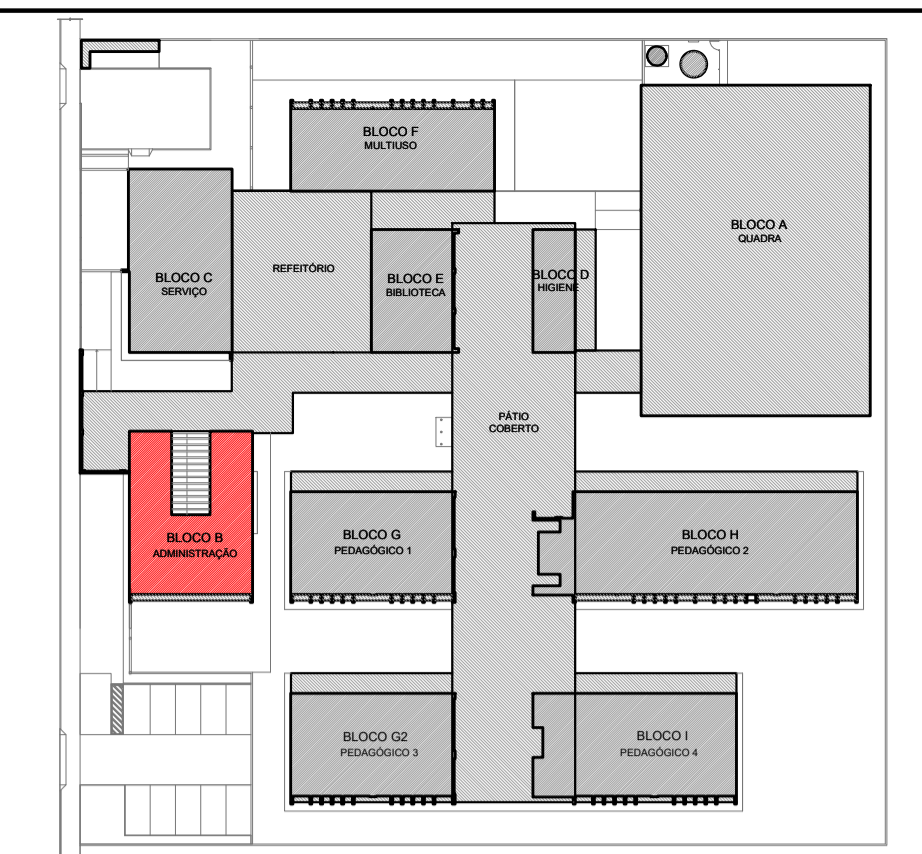 BLOCO F
MULTIUSO
BLOCO A
QUADRA
BLOCO C
SERVIÇO
REFEITÓRIO
BLOCO E
BIBLIOTECA
BLOCO D
HIGIENE
PÁTIO
COBERTO
BLOCO B
ADMINISTRAÇÃO
BLOCO G
PEDAGÓGICO 1
BLOCO H
PEDAGÓGICO 2
BLOCO G2
PEDAGÓGICO 3
BLOCO I
PEDAGÓGICO 4